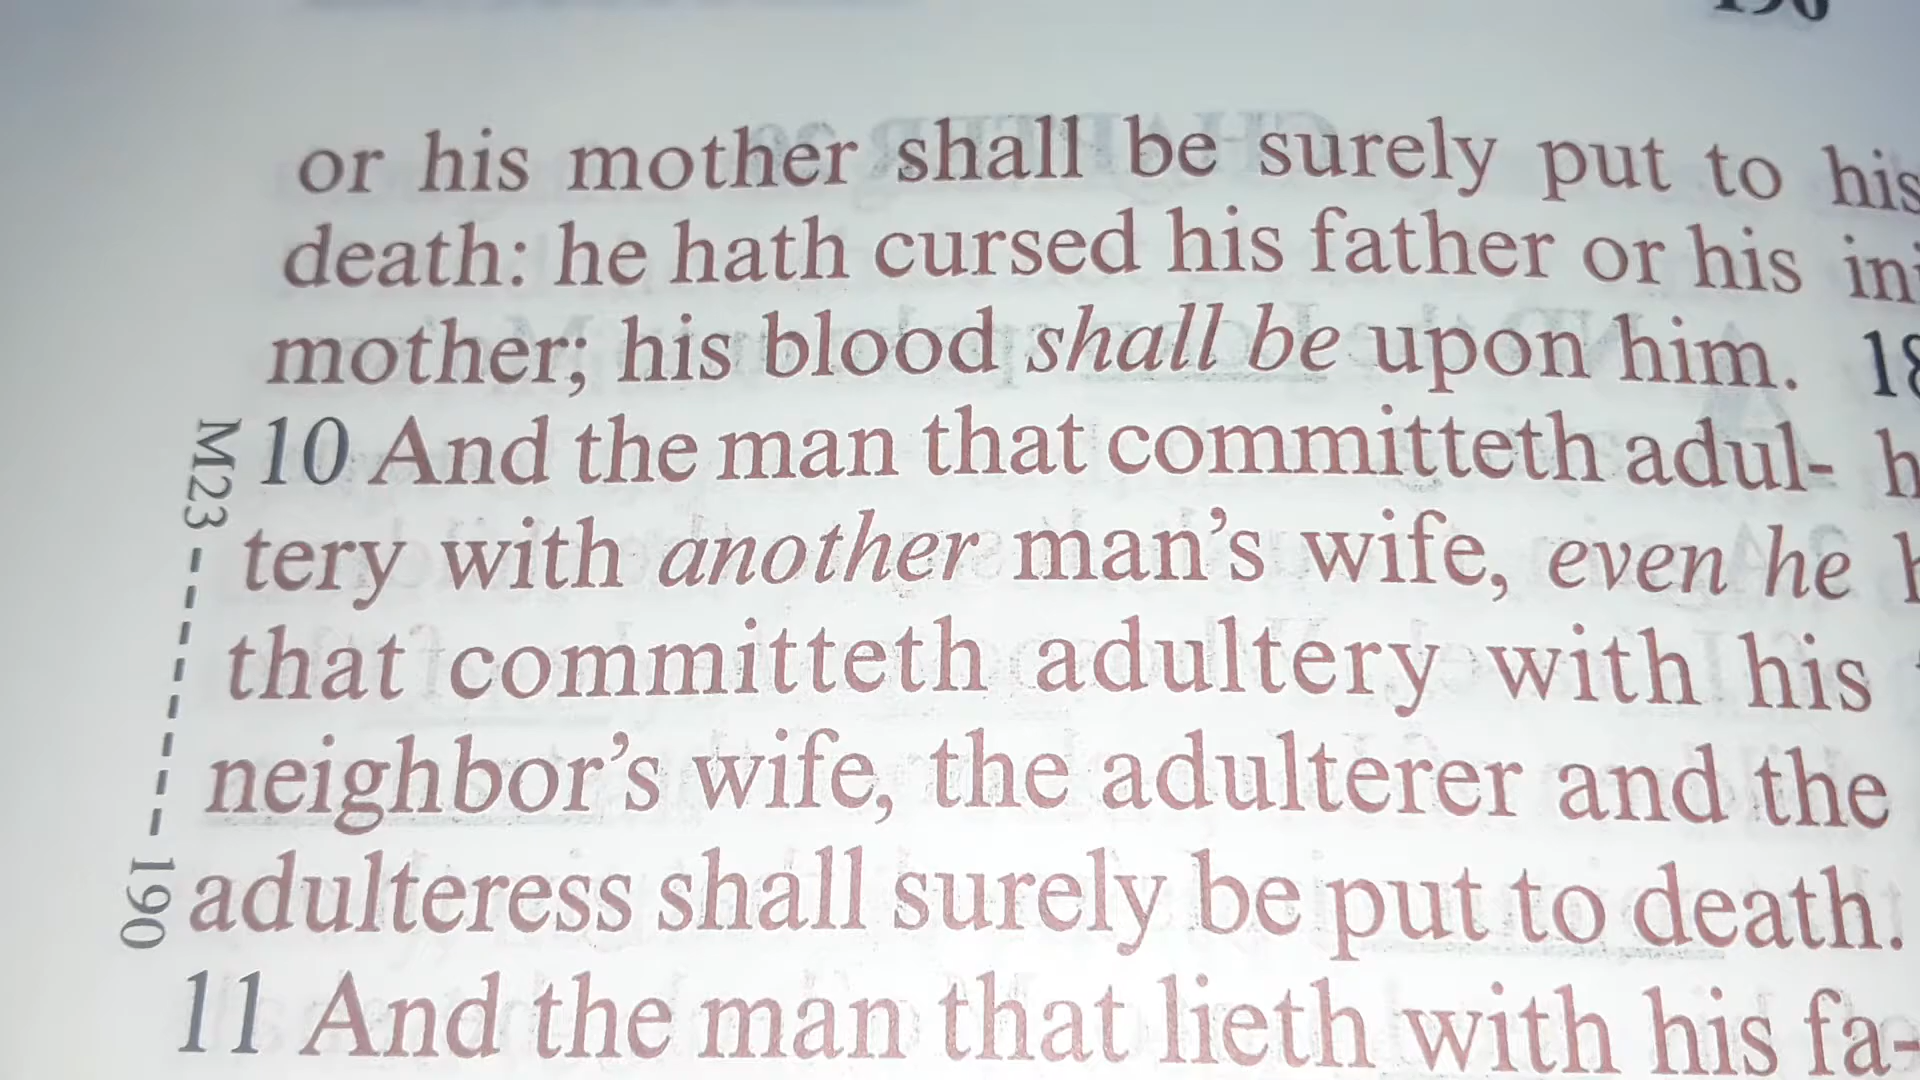 or his mother shall be surely put to his
death: he hath cursed his father or his
mother; his blood shall be upon him. 18
M23
10 And the man that committeth adul-
tery with another man's wife, even he
that committeth adultery with his
neighbor's wife, the adulterer and the
190
adulteress shall surely be put to death.
11 And the man that lieth with his fa-